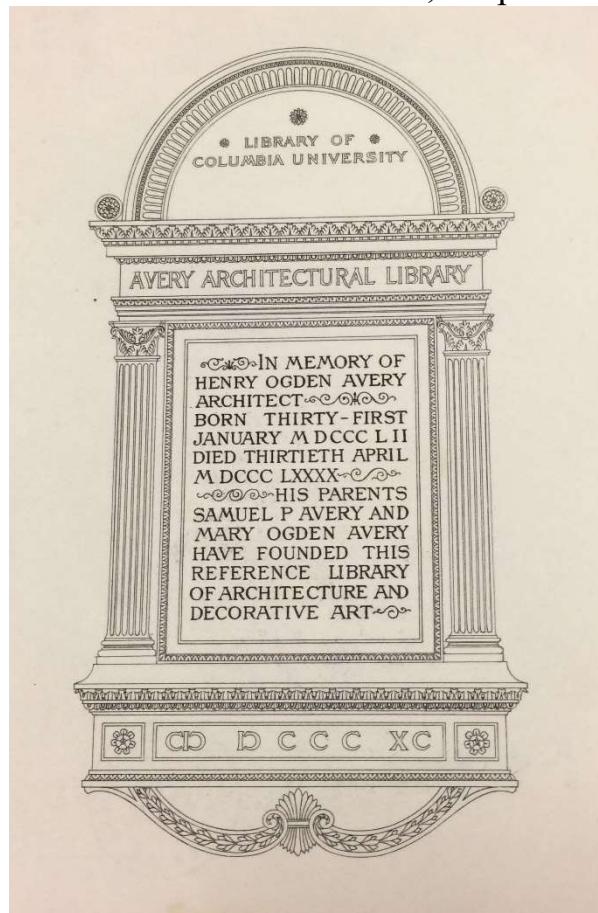 LIBRARY OF
COLUMBIA UNIVERSITY
AVERY ARCHITECTURAL LIBRARY
IN MEMORY OF
HENRY OGDEN AVERY
ARCHITECT
BORN THIRTY-FIRST
JANUARY M DCCC L II
DIED THIRTIETH APRIL
M DCCC LXXXX
HIS PARENTS
SAMUEL P AVERY AND
MARY OGDEN AVERY
HAVE FOUNDED THIS
REFERENCE LIBRARY
OF ARCHITECTURE AND
DECORATIVE ART
CIↃ IↃ C C C XC